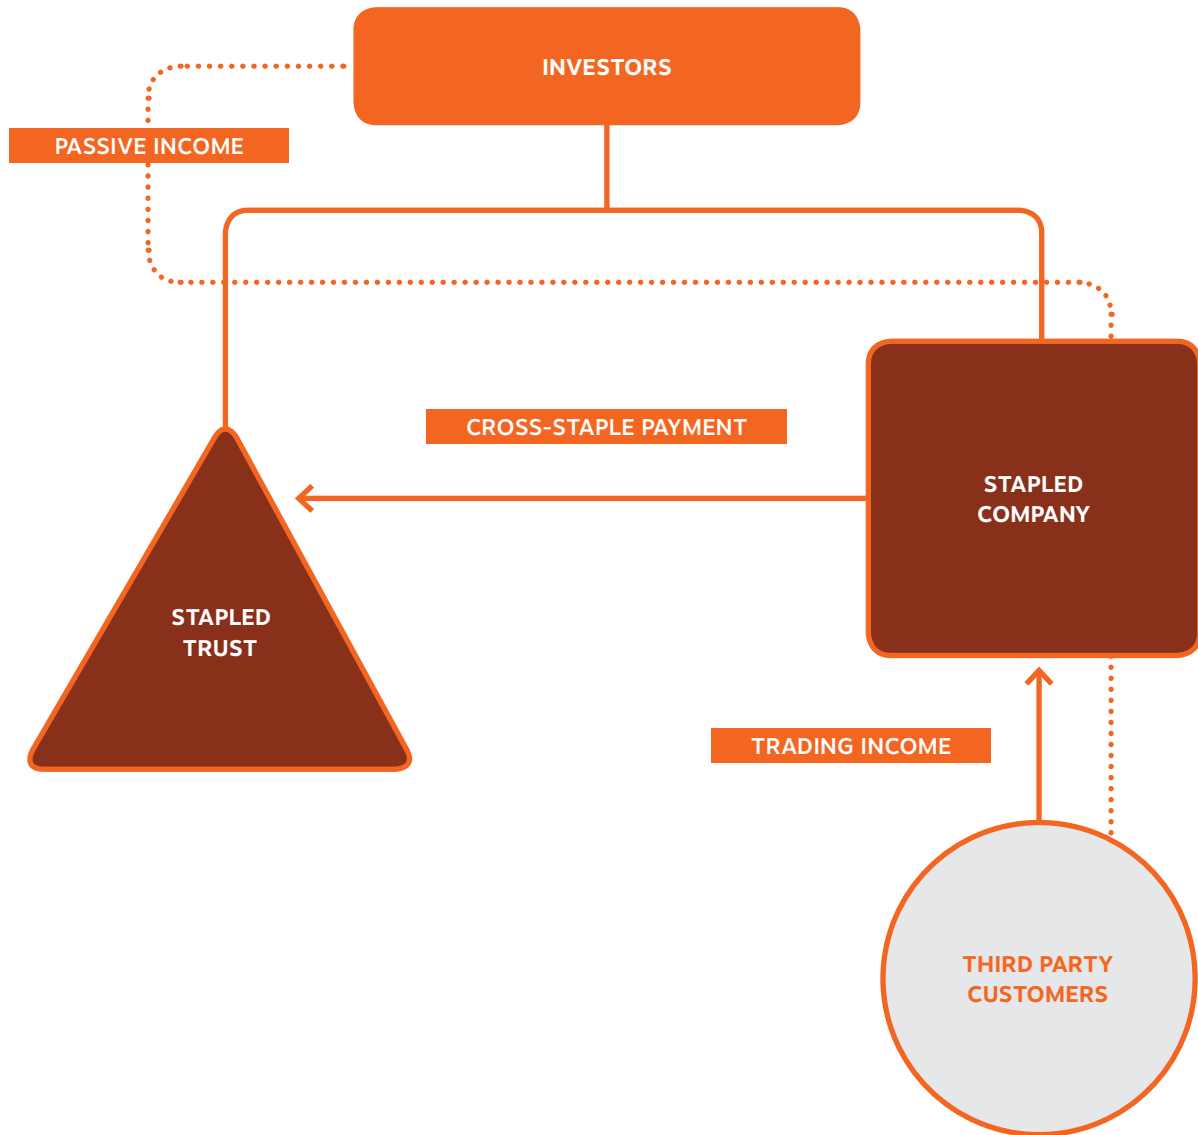 INVESTORS
PASSIVE INCOME
CROSS-STAPLE PAYMENT
STAPLED
COMPANY
STAPLED
TRUST
TRADING INCOME
THIRD PARTY
CUSTOMERS